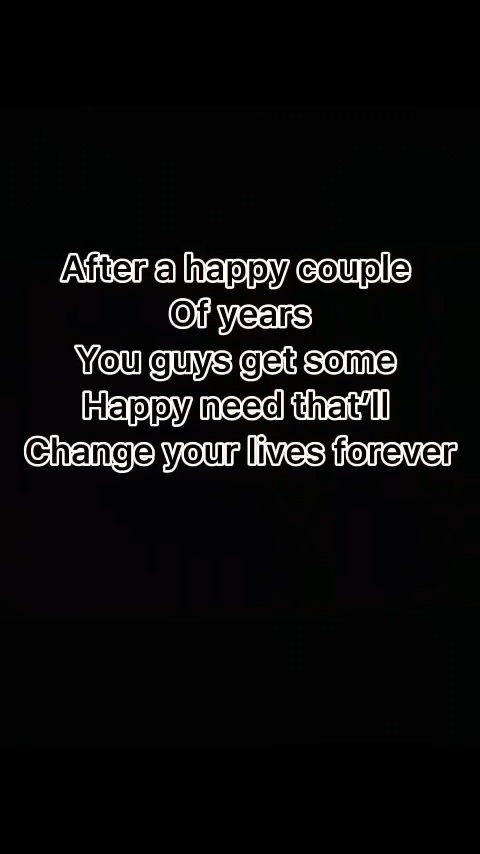 After a happy couple
Of years
You guys get some
Happy need that’ll
Change your lives forever